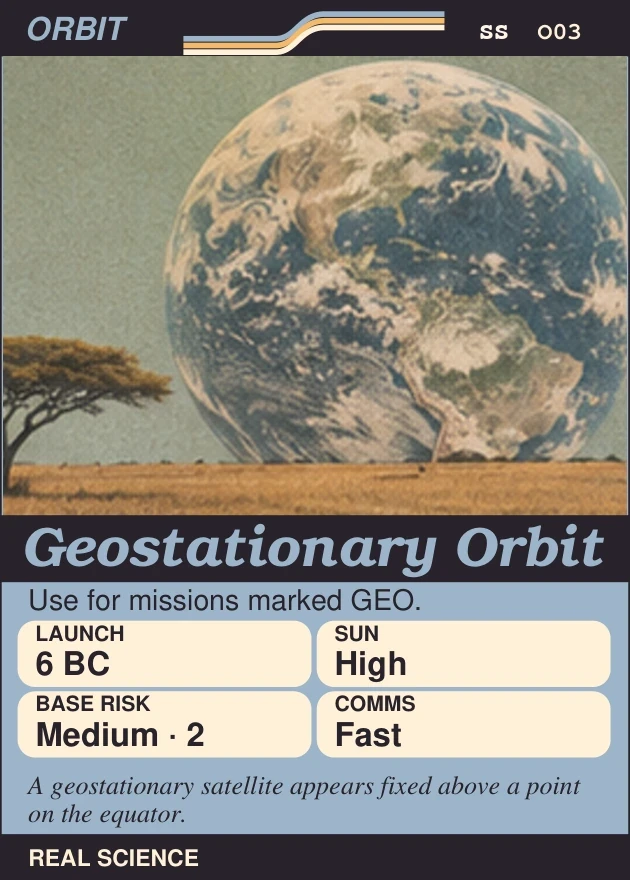 ORBIT
SS O03
Geostationary Orbit
Use for missions marked GEO.
LAUNCH
6 BC
SUN
High
BASE RISK
Medium · 2
COMMS
Fast
A geostationary satellite appears fixed above a point
on the equator.
REAL SCIENCE